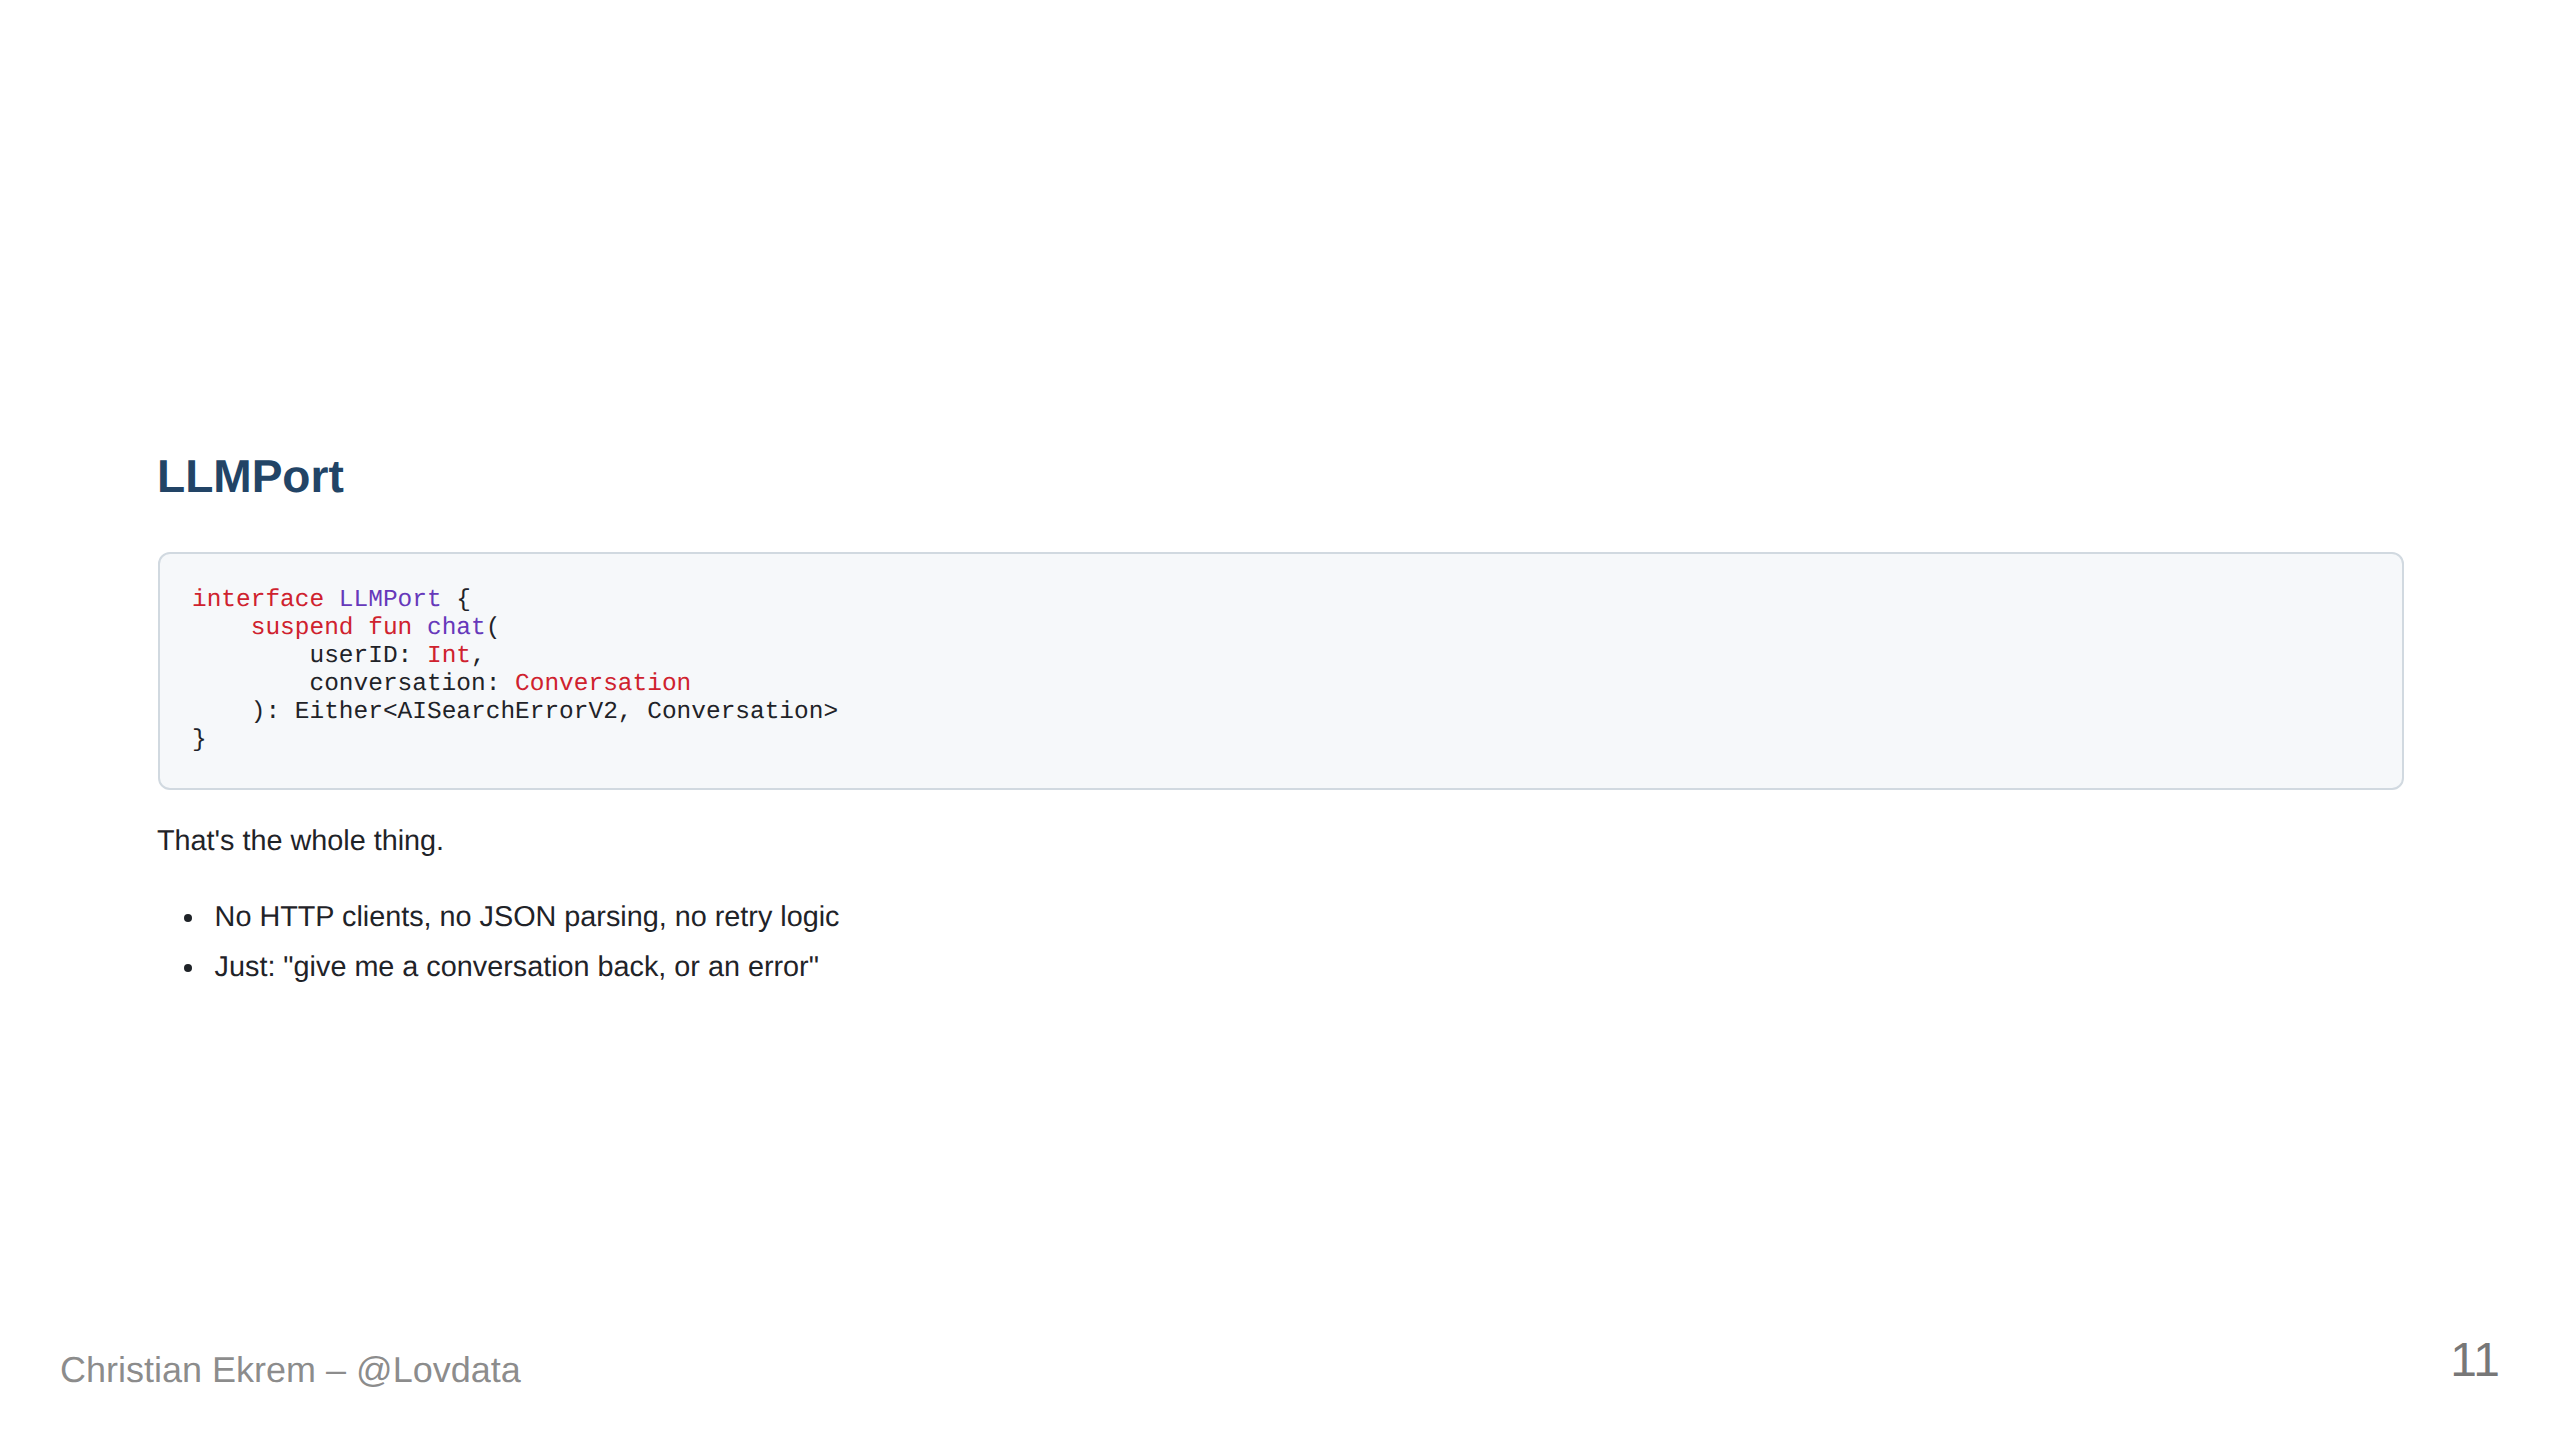 LLMPort
interface LLMPort {
    suspend fun chat(
        userID: Int,
        conversation: Conversation
    ): Either<AISearchErrorV2, Conversation>
}
That's the whole thing.
• No HTTP clients, no JSON parsing, no retry logic
• Just: "give me a conversation back, or an error"
Christian Ekrem – @Lovdata
11